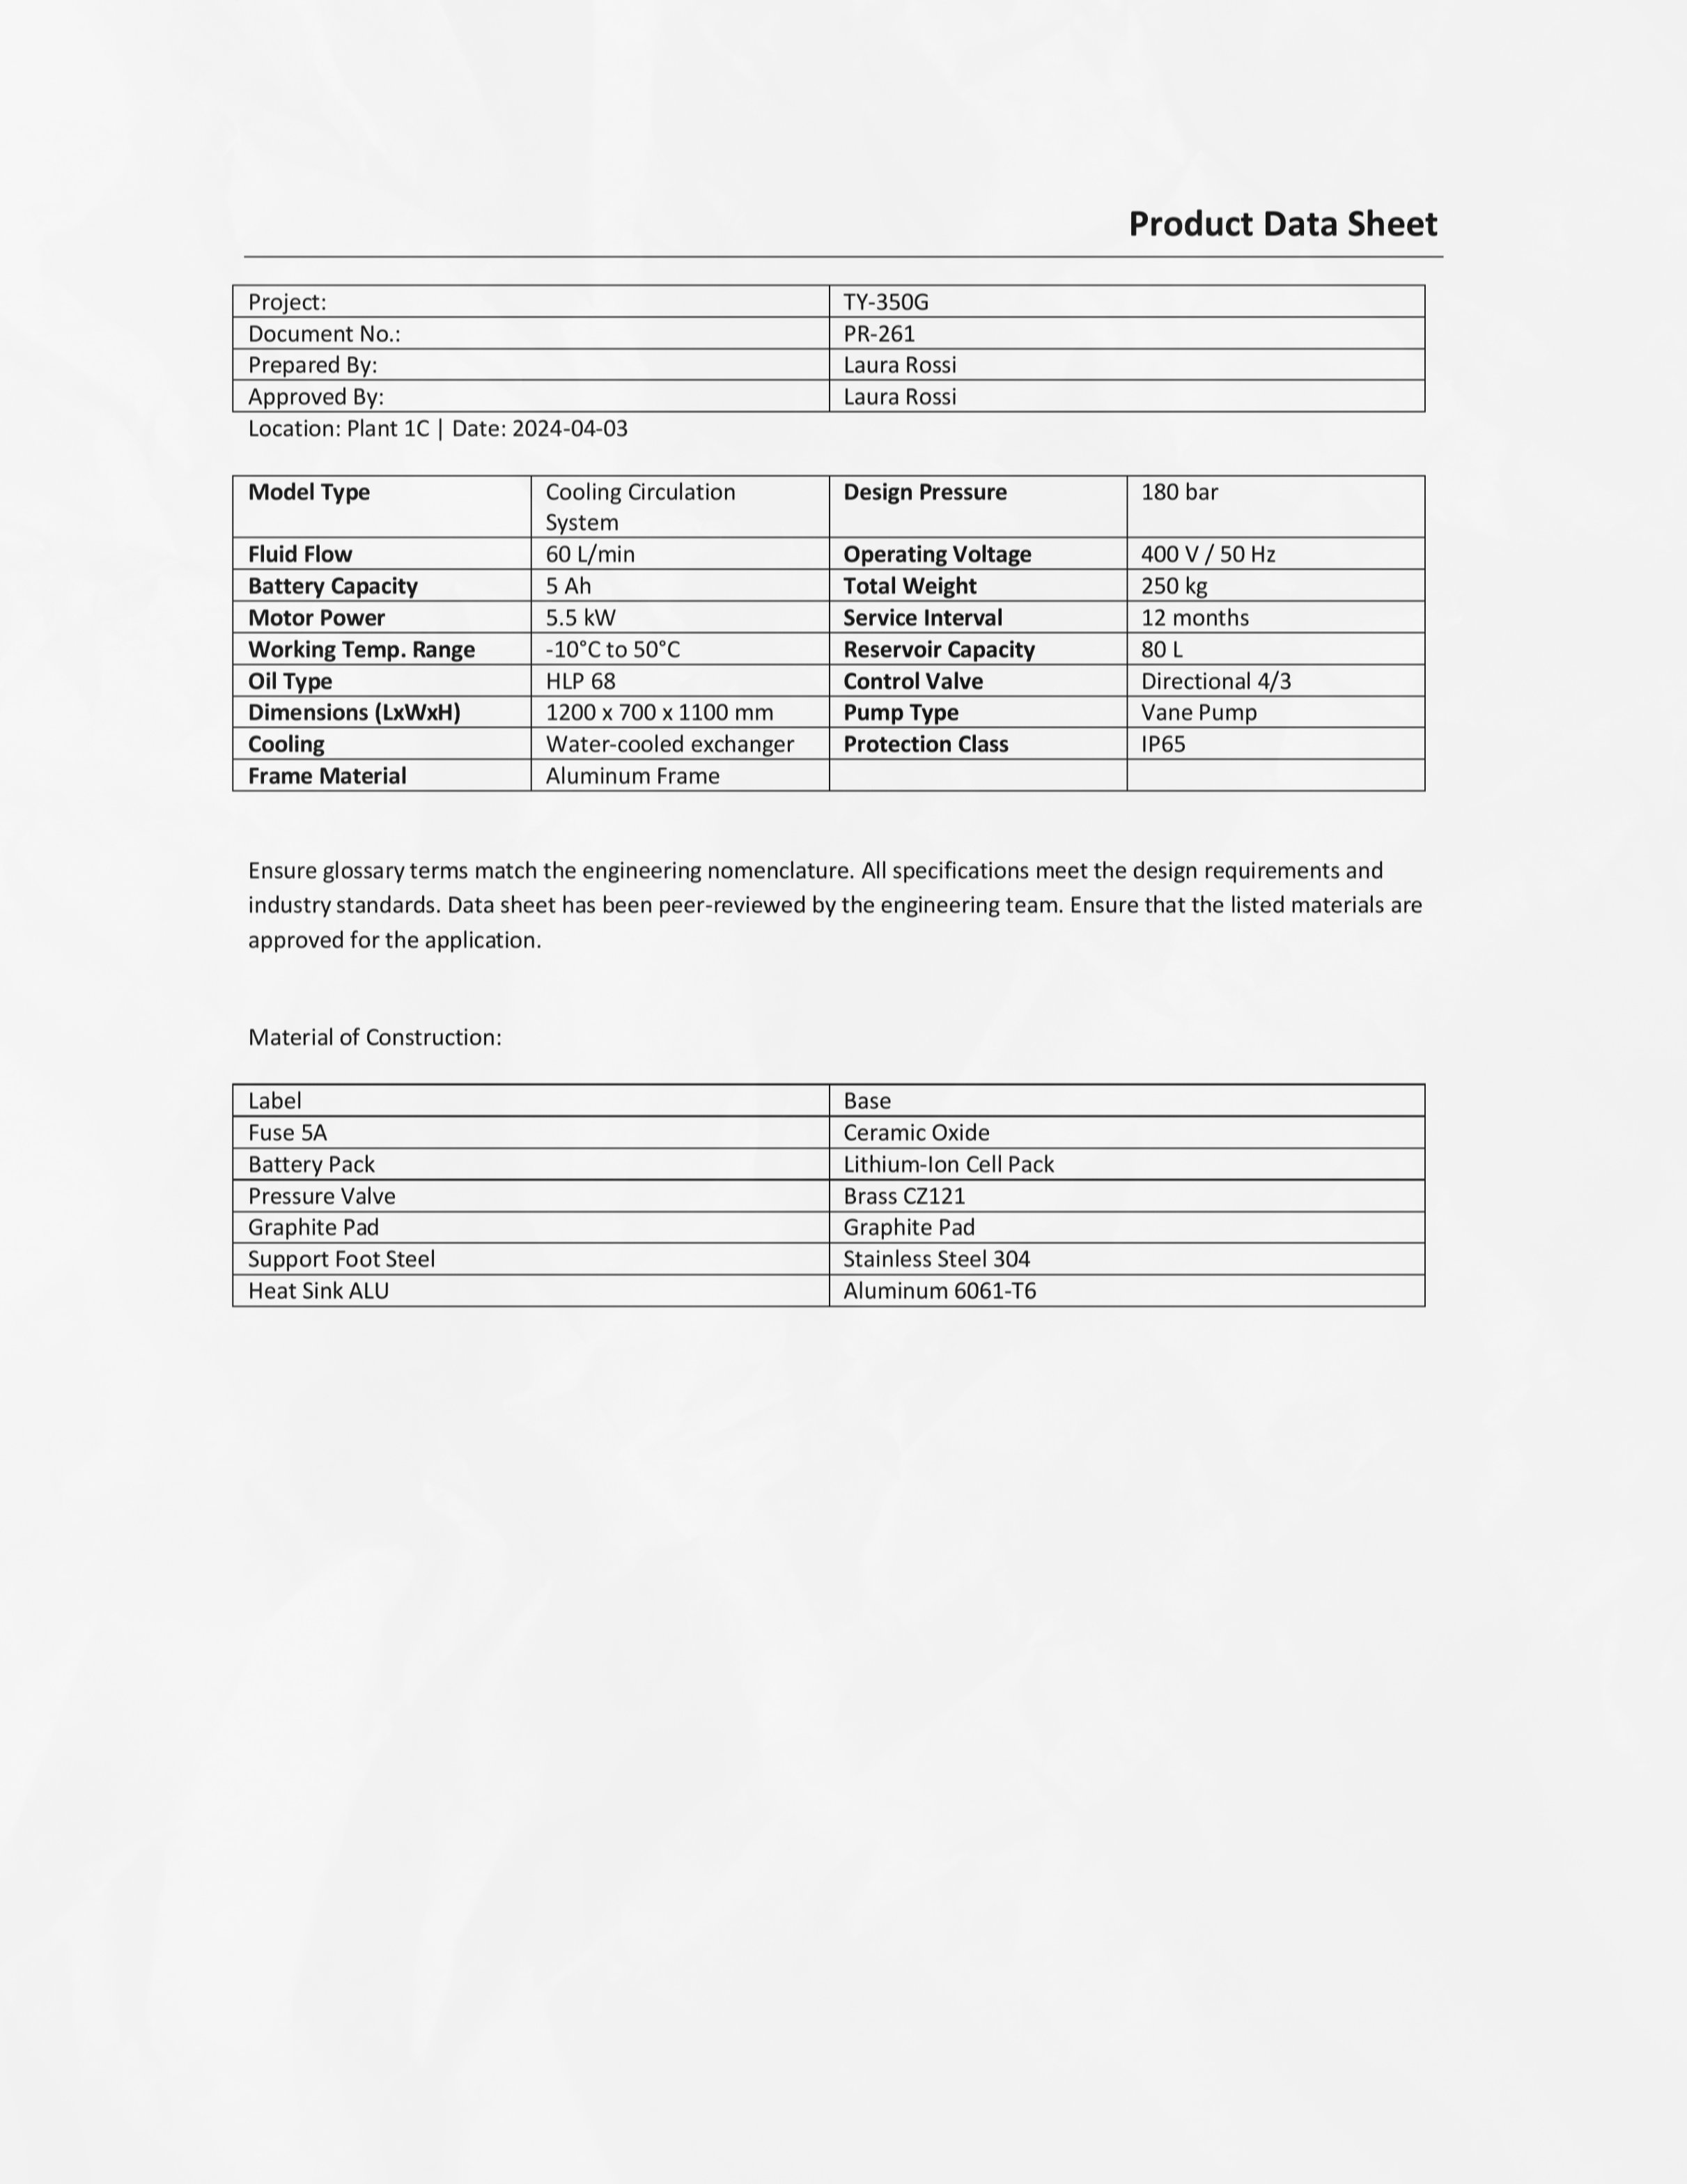 Product Data Sheet
Project: TY-350G
Document No.: PR-261
Prepared By: Laura Rossi
Approved By: Laura Rossi
Location: Plant 1C | Date: 2024-04-03
Model Type Cooling Circulation System Design Pressure 180 bar
Fluid Flow 60 L/min Operating Voltage 400 V / 50 Hz
Battery Capacity 5 Ah Total Weight 250 kg
Motor Power 5.5 kW Service Interval 12 months
Working Temp. Range -10°C to 50°C Reservoir Capacity 80 L
Oil Type HLP 68 Control Valve Directional 4/3
Dimensions (LxWxH) 1200 x 700 x 1100 mm Pump Type Vane Pump
Cooling Water-cooled exchanger Protection Class IP65
Frame Material Aluminum Frame
Ensure glossary terms match the engineering nomenclature. All specifications meet the design requirements and
industry standards. Data sheet has been peer-reviewed by the engineering team. Ensure that the listed materials are
approved for the application.
Material of Construction:
Label Base
Fuse 5A Ceramic Oxide
Battery Pack Lithium-Ion Cell Pack
Pressure Valve Brass CZ121
Graphite Pad Graphite Pad
Support Foot Steel Stainless Steel 304
Heat Sink ALU Aluminum 6061-T6